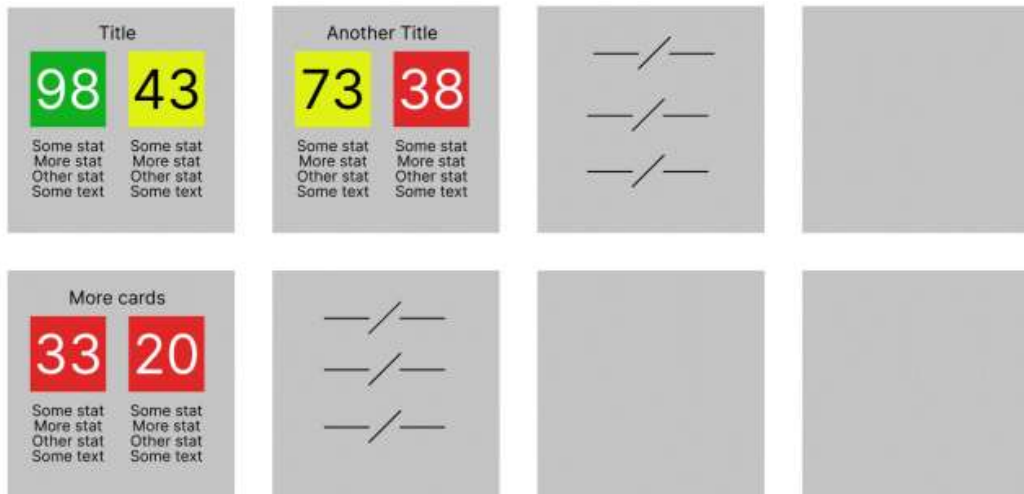 Title
98 43
Some stat Some stat
More stat More stat
Other stat Other stat
Some text Some text
Another Title
73 38
Some stat Some stat
More stat More stat
Other stat Other stat
Some text Some text
More cards
33 20
Some stat Some stat
More stat More stat
Other stat Other stat
Some text Some text